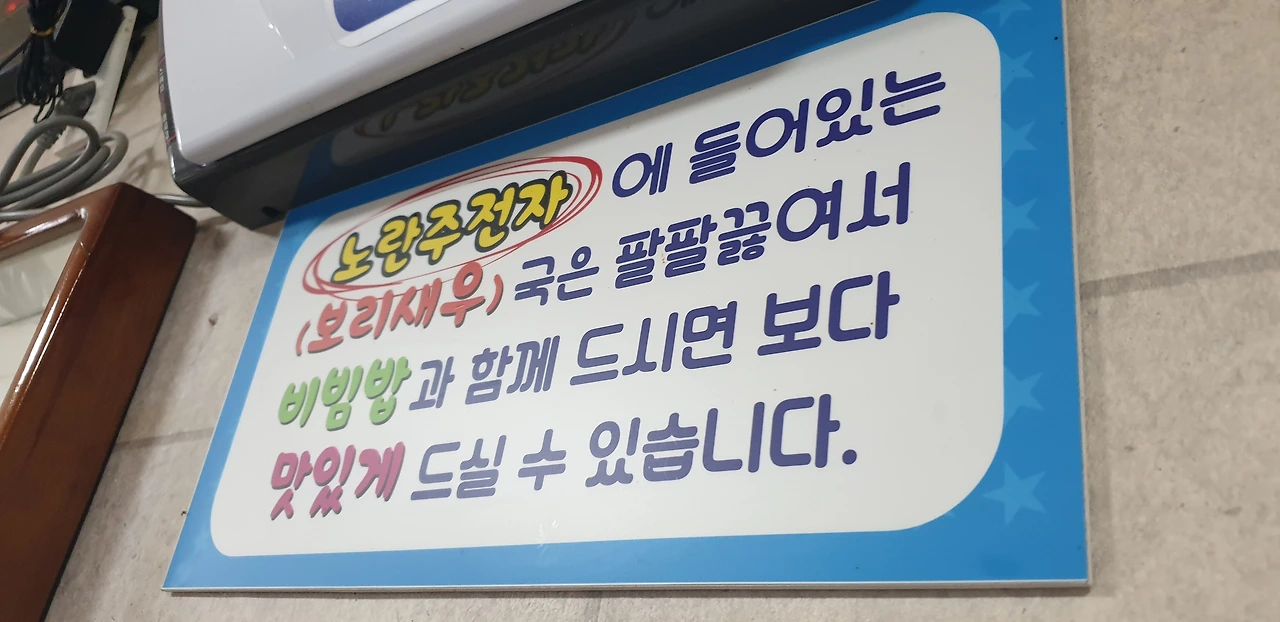 노란주전자에 들어있는
(보리새우)국은 팔팔끓여서
비빔밥과 함께 드시면 보다
맛있게 드실 수 있습니다.